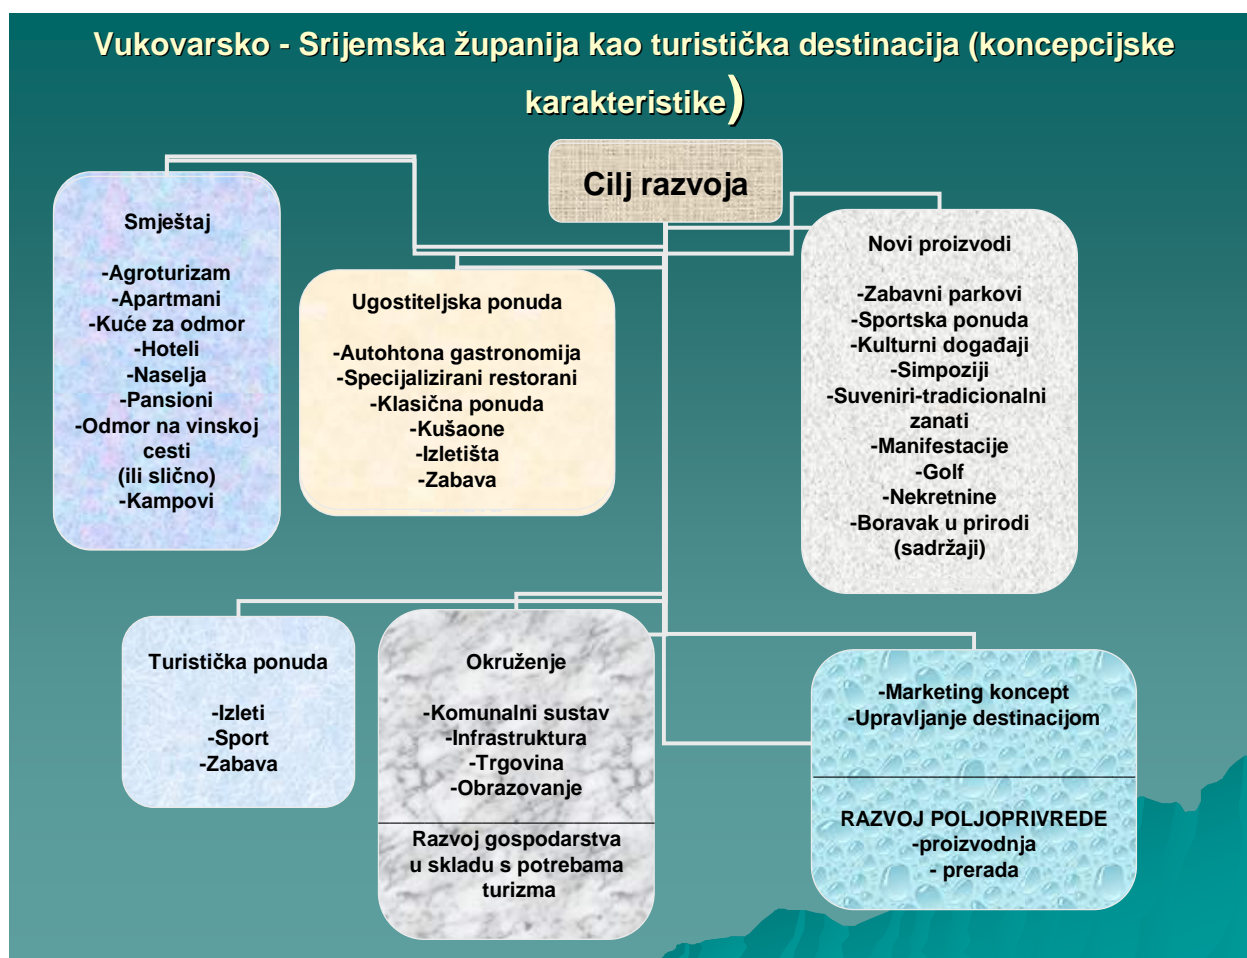 Vukovarsko - Srijemska županija kao turistička destinacija (koncepcijske
karakteristike)
Cilj razvoja
Smještaj
-Agroturizam
-Apartmani
-Kuće za odmor
-Hoteli
-Naselja
-Pansioni
-Odmor na vinskoj
cesti
(ili slično)
-Kampovi
Ugostiteljska ponuda
-Autohtona gastronomija
-Specijalizirani restorani
-Klasična ponuda
-Kušaone
-Izletišta
-Zabava
Novi proizvodi
-Zabavni parkovi
-Sportska ponuda
-Kulturni događaji
-Simpoziji
-Suveniri-tradicionalni
zanati
-Manifestacije
-Golf
-Nekretnine
-Boravak u prirodi
(sadržaji)
Turistička ponuda
-Izleti
-Sport
-Zabava
Okruženje
-Komunalni sustav
-Infrastruktura
-Trgovina
-Obrazovanje
Razvoj gospodarstva
u skladu s potrebama
turizma
-Marketing koncept
-Upravljanje destinacijom
RAZVOJ POLJOPRIVREDE
-proizvodnja
- prerada